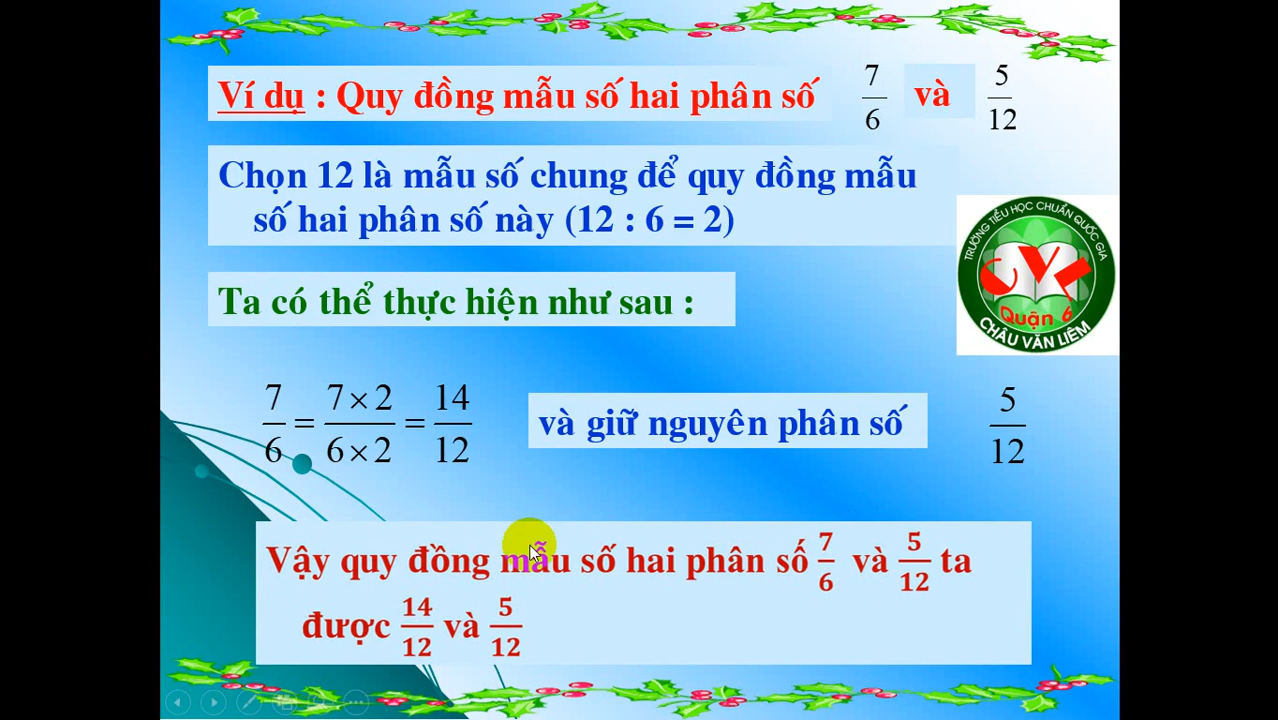 Ví dụ : Quy đồng mẫu số hai phân số 7/6 và 5/12
Chọn 12 là mẫu số chung để quy đồng mẫu
số hai phân số này (12 : 6 = 2)
TRƯỜNG TIỂU HỌC CHUẨN QUỐC GIA
CVL
Quận 6
CHÂU VĂN LIÊM
Ta có thể thực hiện như sau :
7/6 = 7 × 2/6 × 2 = 14/12 và giữ nguyên phân số 5/12
Vậy quy đồng mẫu số hai phân số 7/6 và 5/12 ta
được 14/12 và 5/12